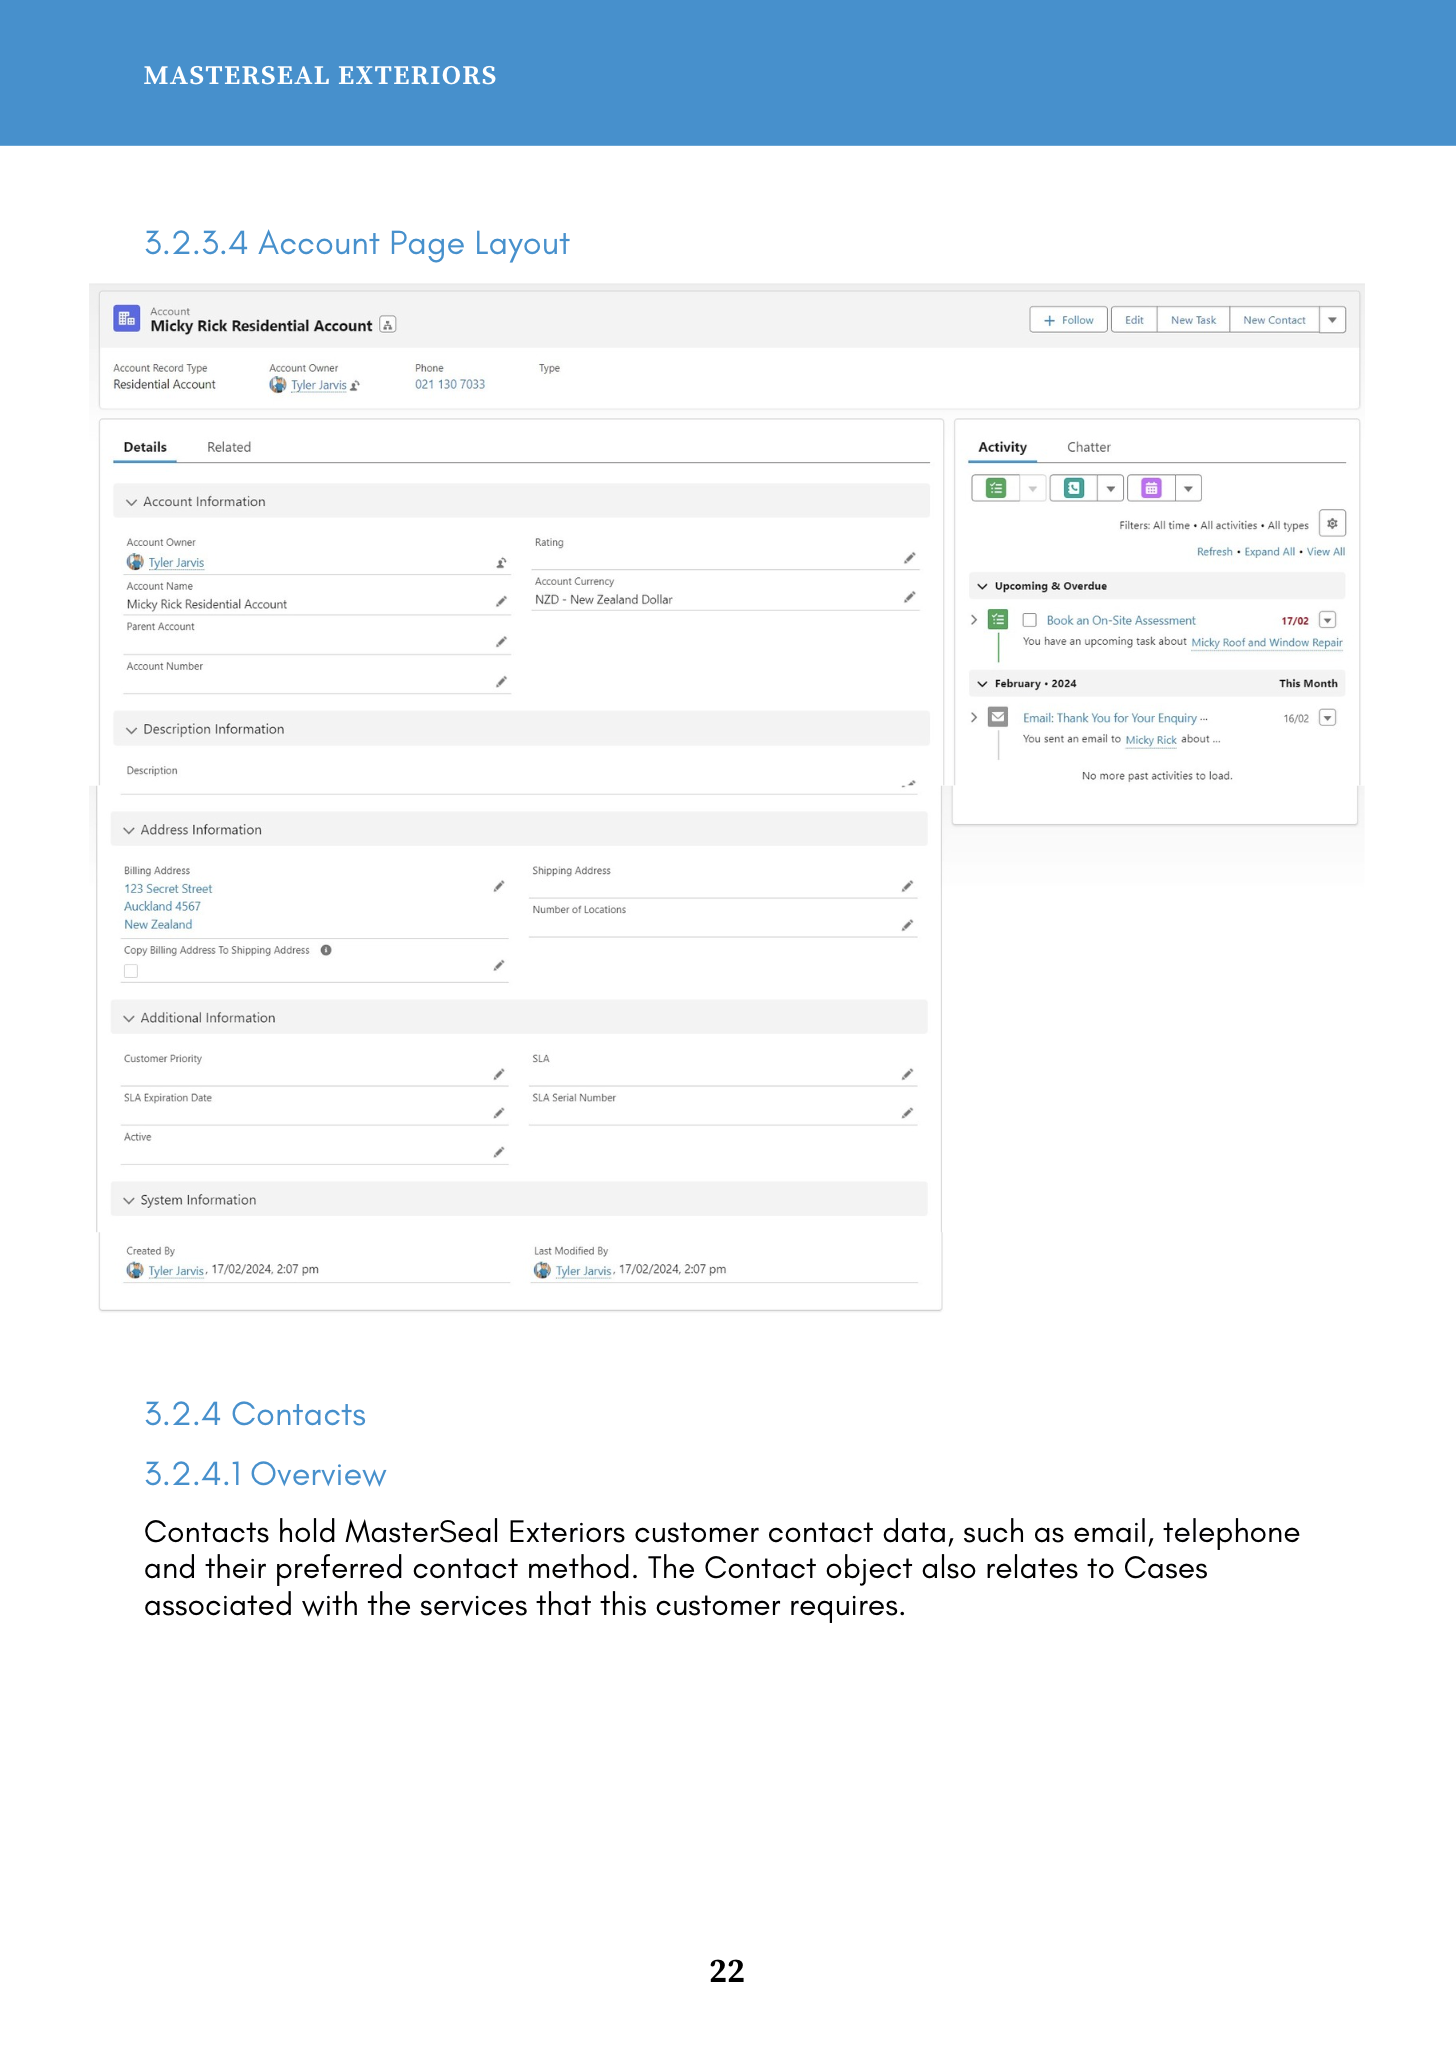 MASTERSEAL EXTERIORS
3.2.3.4 Account Page Layout
Account
Micky Rick Residential Account
Follow
Edit
New Task
New Contact
Account Record Type
Residential Account
Account Owner
Tyler Jarvis
Phone
021 130 7033
Type
Details
Related
Account Information
Account Owner
Tyler Jarvis
Rating
Account Name
Micky Rick Residential Account
Account Currency
NZD - New Zealand Dollar
Parent Account
Account Number
Description Information
Description
Address Information
Billing Address
123 Secret Street
Auckland 4567
New Zealand
Shipping Address
Number of Locations
Copy Billing Address To Shipping Address
Additional Information
Customer Priority
SLA
SLA Expiration Date
SLA Serial Number
Active
System Information
Created By
Tyler Jarvis, 17/02/2024, 2:07 pm
Last Modified By
Tyler Jarvis, 17/02/2024, 2:07 pm
Activity
Chatter
Filters: All time • All activities • All types
Refresh • Expand All • View All
Upcoming & Overdue
Book an On-Site Assessment 17/02
You have an upcoming task about Micky Roof and Window Repair
February • 2024 This Month
Email: Thank You for Your Enquiry ... 16/02
You sent an email to Micky Rick about ...
No more past activities to load.
3.2.4 Contacts
3.2.4.1 Overview
Contacts hold MasterSeal Exteriors customer contact data, such as email, telephone
and their preferred contact method. The Contact object also relates to Cases
associated with the services that this customer requires.
22